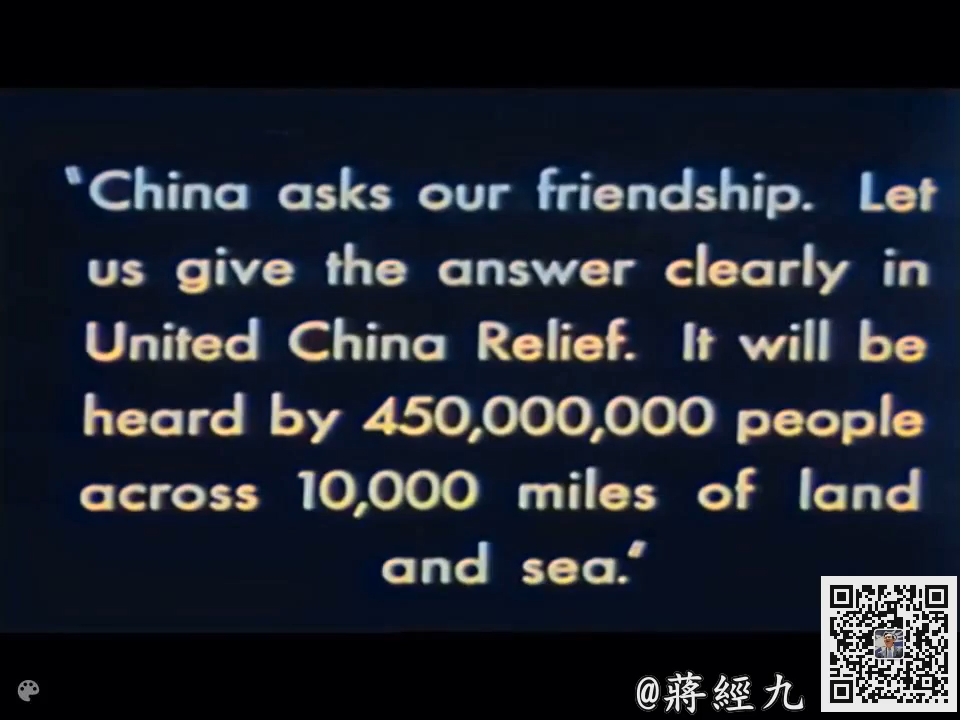 "China asks our friendship. Let
us give the answer clearly in
United China Relief. It will be
heard by 450,000,000 people
across 10,000 miles of land
and sea."
@蔣經九